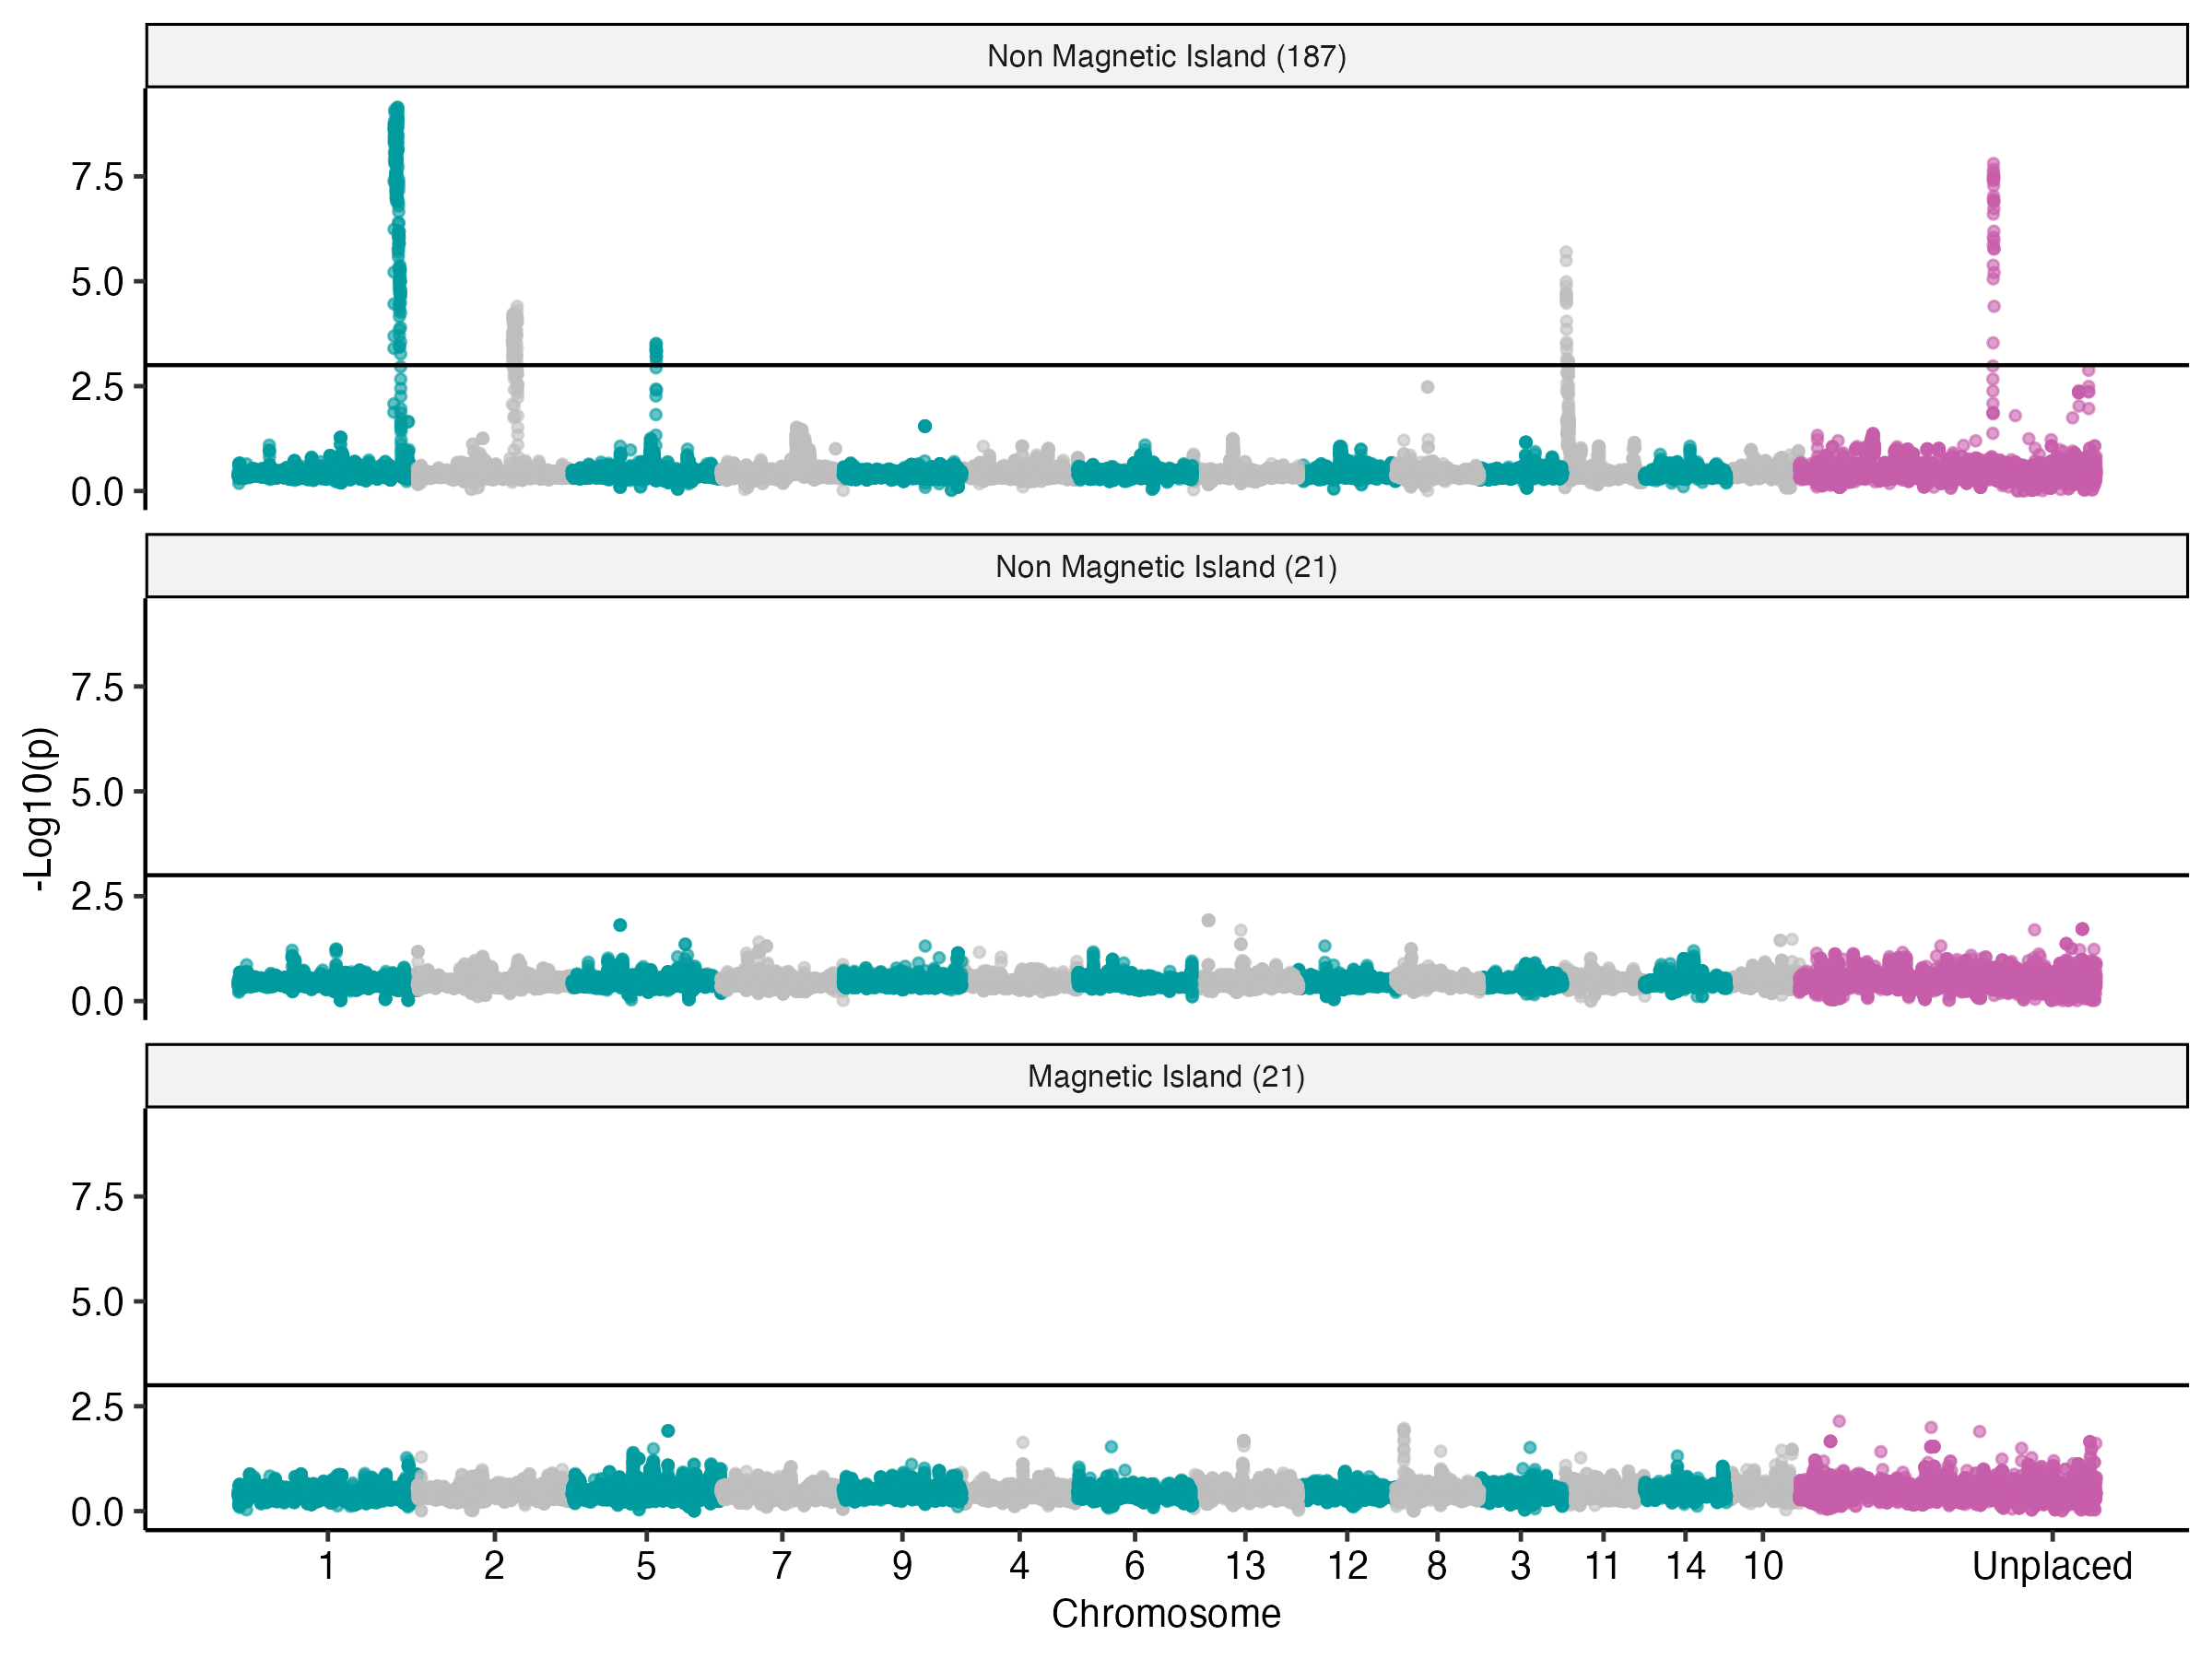 Non Magnetic Island (187)
7.5
5.0
2.5
0.0
Non Magnetic Island (21)
7.5
5.0
2.5
0.0
-Log10(p)
Magnetic Island (21)
7.5
5.0
2.5
0.0
1 2 5 7 9 4 6 13 12 8 3 11 14 10 Unplaced
Chromosome